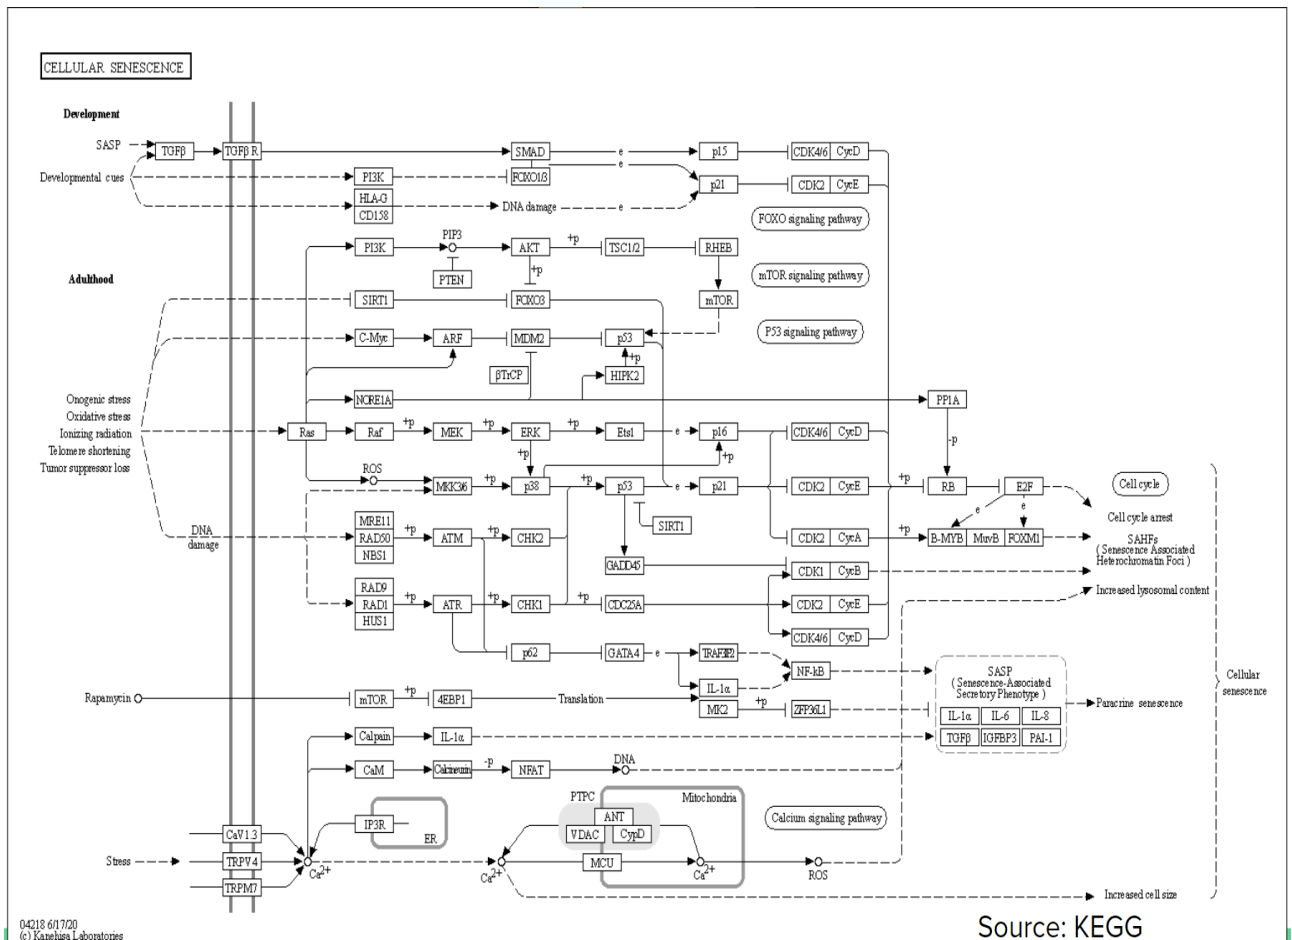 CELLULAR SENESCENCE
Development
SASP
TGFβ
TGFβ R
SMAD
e
e
p15
CDK4/6 CycD
Developmental cues
PI3K
FOXO1/3
p21
CDK2 CycE
HLA-G
CD158
DNA damage
e
FOXO signaling pathway
PI3K
PIP3
AKT
+p
TSC1/2
RHEB
PTEN
+p
mTOR signaling pathway
Adulthood
SIRT1
FOXO3
mTOR
C-Myc
ARF
MDM2
p53
P53 signaling pathway
+p
βTrCP
HIPK2
Onogenic stress
Oxidative stress
Ionizing radiation
Telomere shortening
Tumor suppressor loss
NORE1A
PP1A
Ras
Raf
+p
MEK
+p
ERK
+p
Ets1
e
p16
CDK4/6 CycD
-p
+p
+p
ROS
MKK3/6
+p
p38
+p
p53
e
p21
CDK2 CycE
+p
RB
E2F
Cell cycle
e
e
Cell cycle arrest
SIRT1
DNA
damage
MRE11
RAD50
NBS1
+p
ATM
+p
CHK2
CDK2 CycA
+p
B-MYB MuvB FOXM1
SAHFs
( Senescence Associated
Heterochromatin Foci )
GADD45
CDK1 CycB
RAD9
RAD1
HUS1
+p
ATR
+p
CHK1
+p
CDC25A
CDK2 CycE
Increased lysosomal content
CDK4/6 CycD
p62
GATA4
e
TRAF3IP2
NF-kB
IL-1α
SASP
( Senescence-Associated
Secretory Phenotype )
IL-1α IL-6 IL-8
TGFβ IGFBP3 PAI-1
Cellular
senescence
Paracrine senescence
Rapamycin
mTOR
+p
4EBP1
Translation
MK2
+p
ZFP36L1
Calpain
IL-1α
CaM
Calcineurin
-p
NFAT
DNA
PTPC
Mitochondria
ANT
VDAC CypD
Calcium signaling pathway
IP3R
ER
CaV1.3
Stress
TRPV4
Ca2+
Ca2+
MCU
Ca2+
ROS
TRPM7
Increased cell size
04218 6/17/20
(c) Kanehisa Laboratories
Source: KEGG